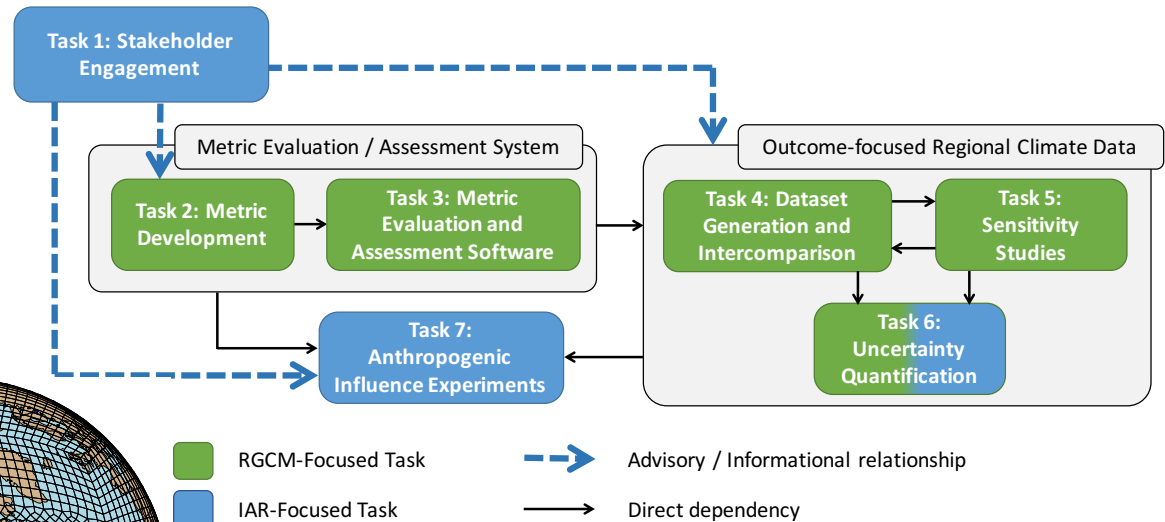 Task 1: Stakeholder
Engagement
Metric Evaluation / Assessment System
Outcome-focused Regional Climate Data
Task 2: Metric
Development
Task 3: Metric
Evaluation and
Assessment Software
Task 4: Dataset
Generation and
Intercomparison
Task 5:
Sensitivity
Studies
Task 6:
Uncertainty
Quantification
Task 7:
Anthropogenic
Influence Experiments
RGCM-Focused Task
Advisory / Informational relationship
IAR-Focused Task
Direct dependency